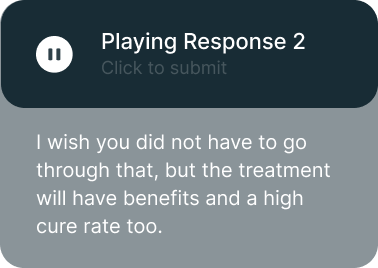 Playing Response 2
Click to submit
I wish you did not have to go
through that, but the treatment
will have benefits and a high
cure rate too.